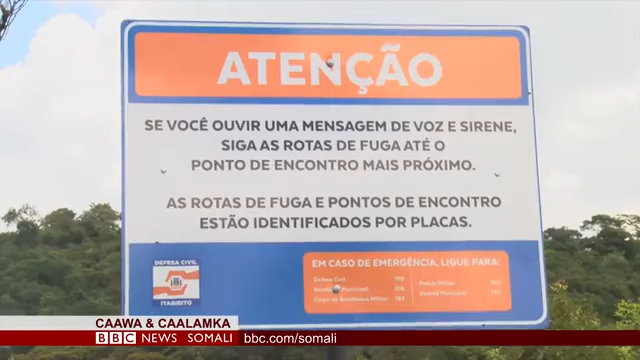 ATENÇÃO
SE VOCÊ OUVIR UMA MENSAGEM DE VOZ E SIRENE,
SIGA AS ROTAS DE FUGA ATÉ O
PONTO DE ENCONTRO MAIS PRÓXIMO.
AS ROTAS DE FUGA E PONTOS DE ENCONTRO
ESTÃO IDENTIFICADOS POR PLACAS.
DEFESA CIVIL
ITABIRITO
EM CASO DE EMERGÊNCIA, LIGUE PARA:
Defesa Civil 199
Municipal
Corpo de Bombeiros Militar 193
Polícia Militar 190
Guarda Municipal
CAAWA & CAALAMKA
BBC NEWS SOMALI bbc.com/somali